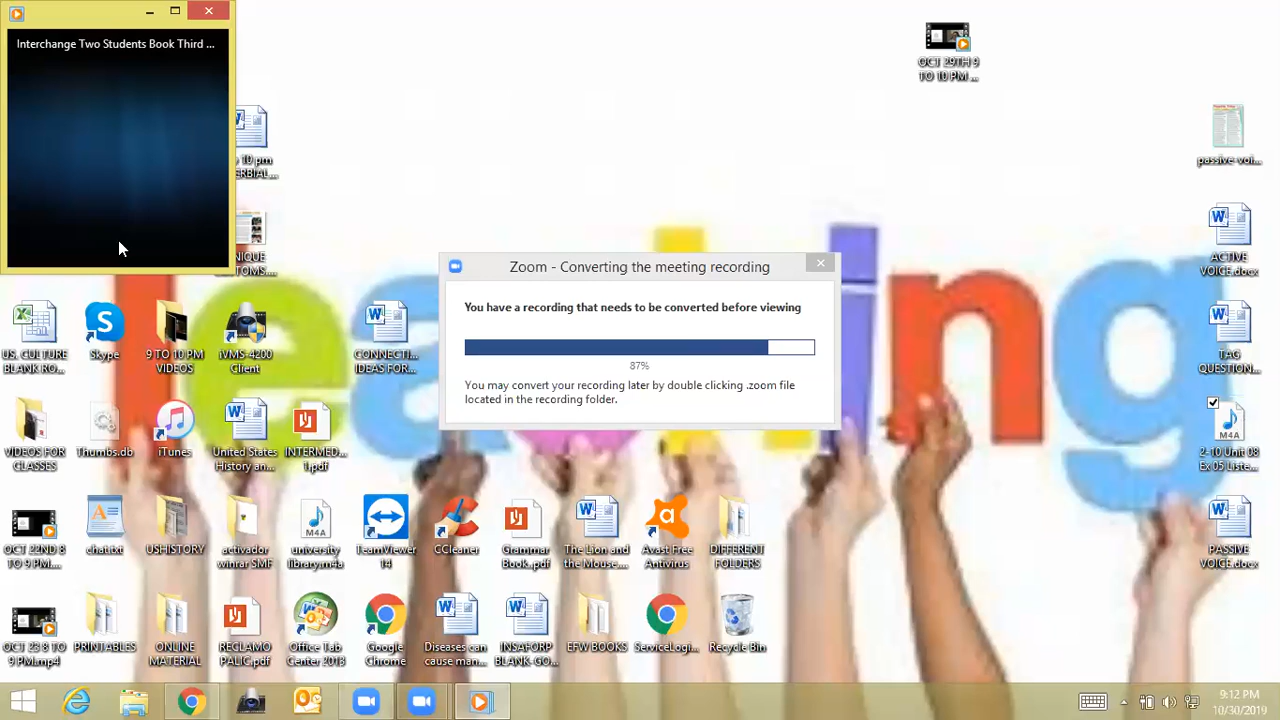 Interchange Two Students Book Third ...
OCT 29TH 9
TO 10 PM ...
10 pm
passive-voi...
ACTIVE
VOICE.docx
Zoom - Converting the meeting recording
You have a recording that needs to be converted before viewing
87%
You may convert your recording later by double clicking .zoom file
located in the recording folder.
US. CULTURE
BLANK RO...
Skype
9 TO 10 PM
VIDEOS
iVMS-4200
Client
CONNECTI...
IDEAS FOR...
TAG
QUESTION...
VIDEOS FOR
CLASSES
Thumbs.db
iTunes
United States
History an...
INTERMED...
1.pdf
M4A
2-10 Unit 08
Ex 05 Liste...
OCT 22ND 8
TO 9 PM....
chat.txt
USHISTORY
activador
winrar SMF
M4A
university
library.m4a
TeamViewer
14
CCleaner
Grammar
Book..pdf
The Lion and
the Mouse....
Avast Free
Antivirus
DIFFERENT
FOLDERS
PASSIVE
VOICE.docx
OCT 23 8 TO
9 PM.mp4
PRINTABLES
ONLINE
MATERIAL
RECLAMO
PALIC.pdf
Office Tab
Center 2013
Google
Chrome
Diseases can
cause man...
INSAFORP
BLANK-GO...
EFW BOOKS
ServiceLogi...
Recycle Bin
9:12 PM
10/30/2019